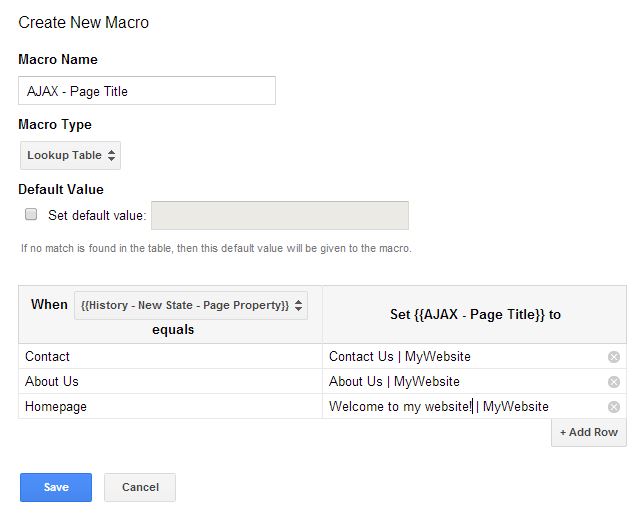 Create New Macro
Macro Name
AJAX - Page Title
Macro Type
Lookup Table
Default Value
Set default value:
If no match is found in the table, then this default value will be given to the macro.
When {{History - New State - Page Property}} equals
Set {{AJAX - Page Title}} to
Contact Contact Us | MyWebsite
About Us About Us | MyWebsite
Homepage Welcome to my website! | MyWebsite
+ Add Row
Save Cancel